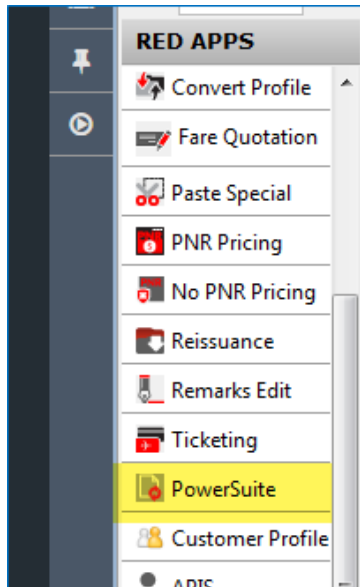 RED APPS
Convert Profile
Fare Quotation
Paste Special
PNR Pricing
No PNR Pricing
Reissuance
Remarks Edit
Ticketing
PowerSuite
Customer Profile
APIS